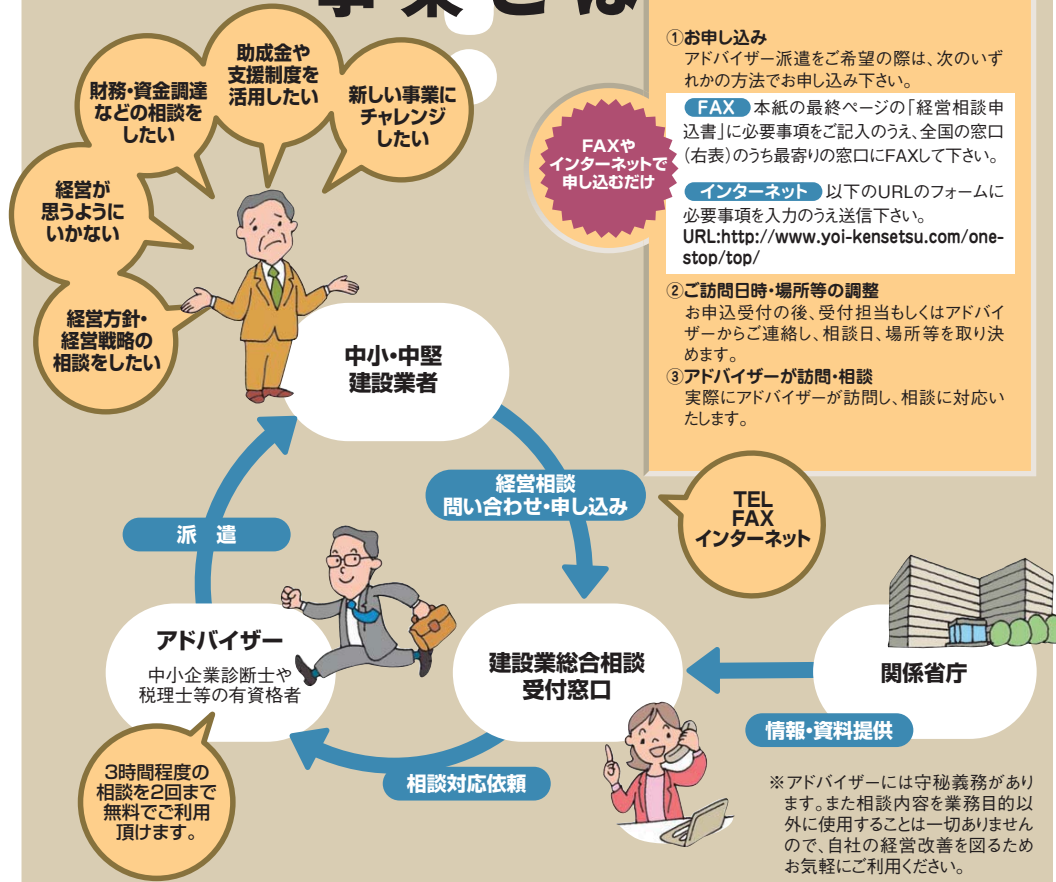 事業とは
助成金や
支援制度を
活用したい
財務・資金調達
などの相談を
したい
新しい事業に
チャレンジ
したい
経営が
思うように
いかない
経営方針・
経営戦略の
相談をしたい
中小・中堅
建設業者
FAXや
インターネットで
申し込むだけ
①お申し込み
アドバイザー派遣をご希望の際は、次のいず
れかの方法でお申し込み下さい。
FAX 本紙の最終ページの「経営相談申
込書」に必要事項をご記入のうえ、全国の窓口
(右表)のうち最寄りの窓口にFAXして下さい。
インターネット 以下のURLのフォームに
必要事項を入力のうえ送信下さい。
URL:http://www.yoi-kensetsu.com/one-
stop/top/
②ご訪問日時・場所等の調整
お申込受付の後、受付担当もしくはアドバイ
ザーからご連絡し、相談日、場所等を取り決
めます。
③アドバイザーが訪問・相談
実際にアドバイザーが訪問し、相談に対応い
たします。
経営相談
問い合わせ・申し込み
TEL
FAX
インターネット
派 遣
アドバイザー
中小企業診断士や
税理士等の有資格者
建設業総合相談
受付窓口
関係省庁
情報・資料提供
相談対応依頼
3時間程度の
相談を2回まで
無料でご利用
頂けます。
※アドバイザーには守秘義務があり
ます。また相談内容を業務目的以
外に使用することは一切ありません
ので、自社の経営改善を図るため
お気軽にご利用ください。